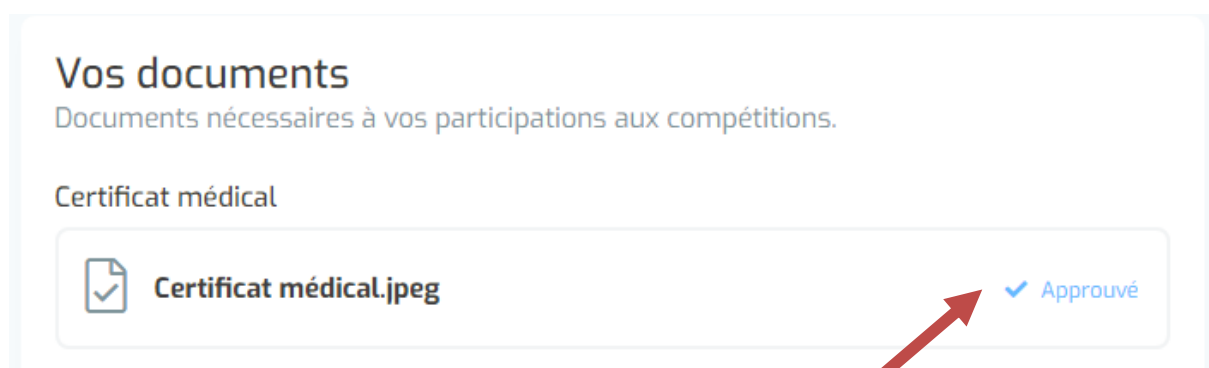 Vos documents
Documents nécessaires à vos participations aux compétitions.
Certificat médical
Certificat médical.jpeg
Approuvé